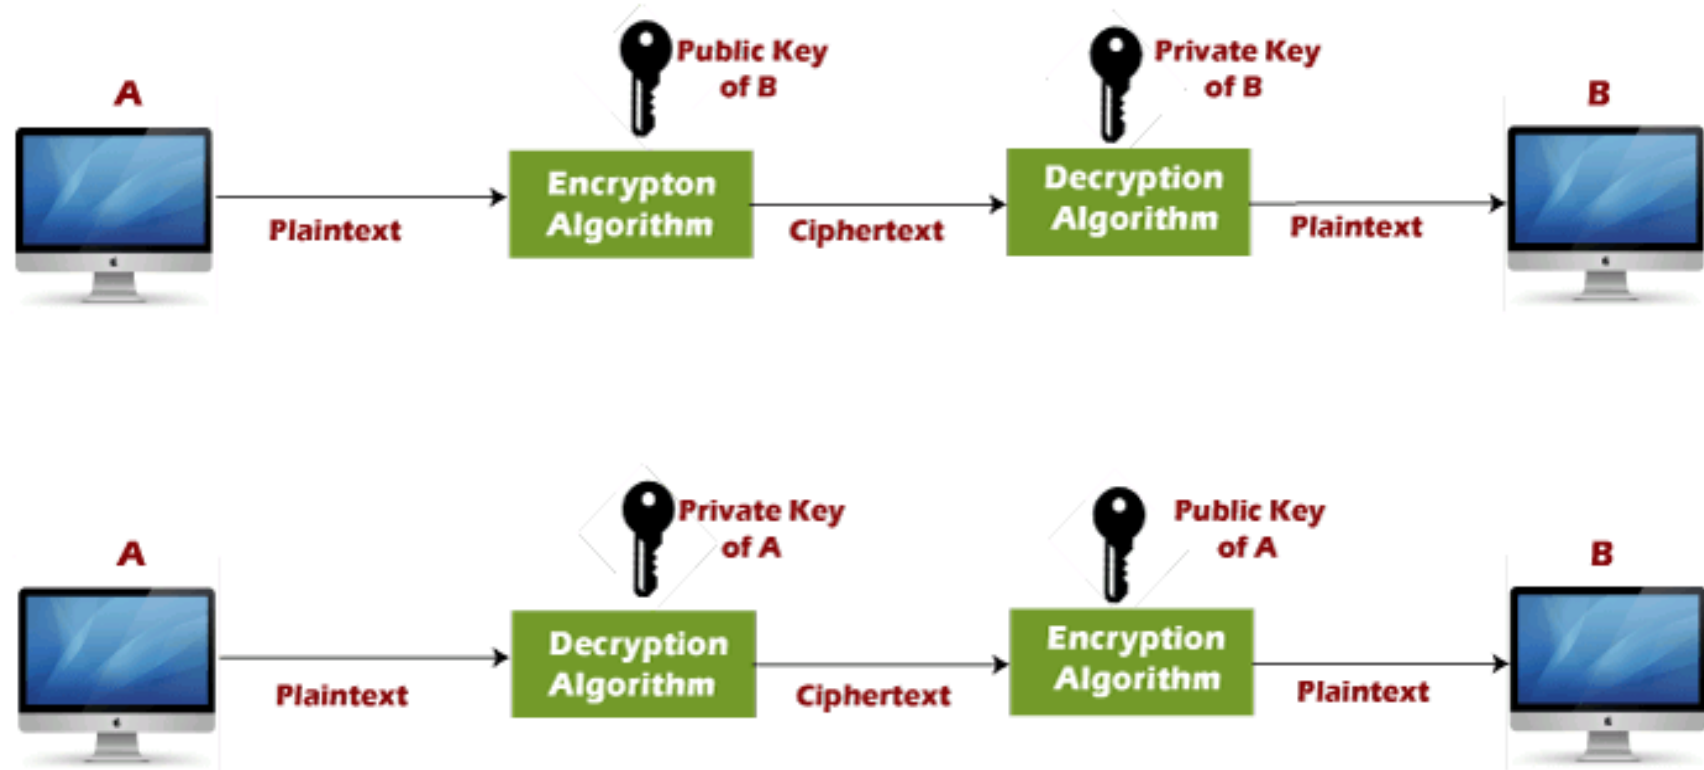 A
Public Key
of B
Private Key
of B
B
Encrypton
Algorithm
Decryption
Algorithm
Plaintext
Ciphertext
Plaintext
A
Private Key
of A
Public Key
of A
B
Decryption
Algorithm
Encryption
Algorithm
Plaintext
Ciphertext
Plaintext